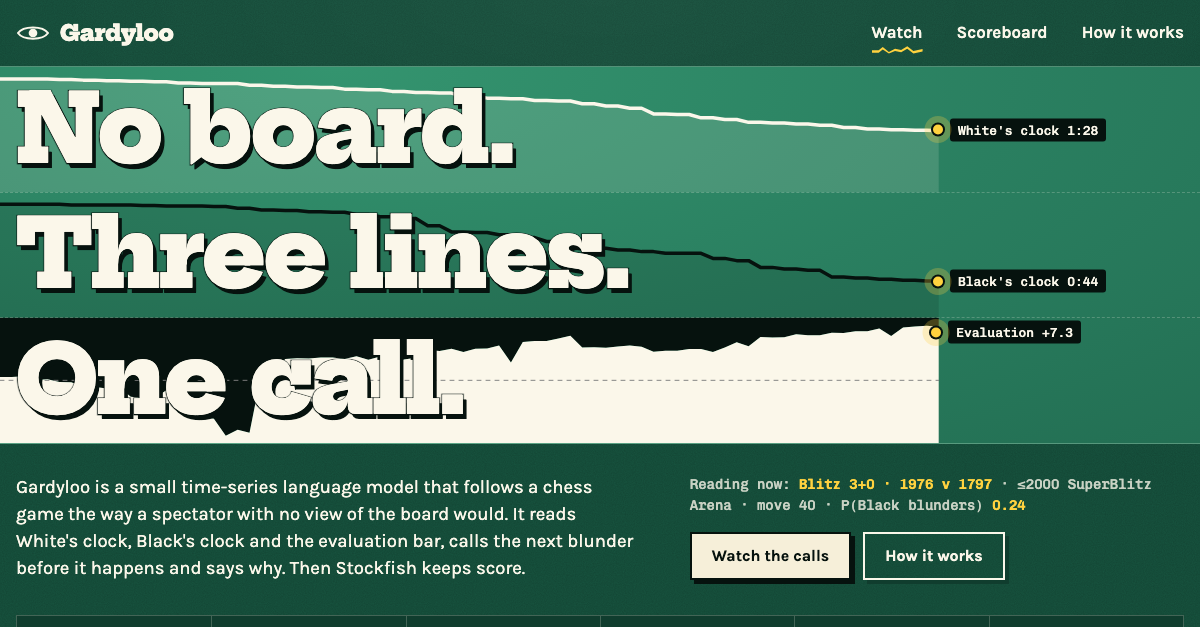 Gardyloo
Watch Scoreboard How it works
No board.
White's clock 1:28
Three lines.
Black's clock 0:44
One call.
Evaluation +7.3
Gardyloo is a small time-series language model that follows a chess
game the way a spectator with no view of the board would. It reads
White's clock, Black's clock and the evaluation bar, calls the next blunder
before it happens and says why. Then Stockfish keeps score.
Reading now: Blitz 3+0 · 1976 v 1797 · ≤2000 SuperBlitz
Arena · move 40 · P(Black blunders) 0.24
Watch the calls
How it works